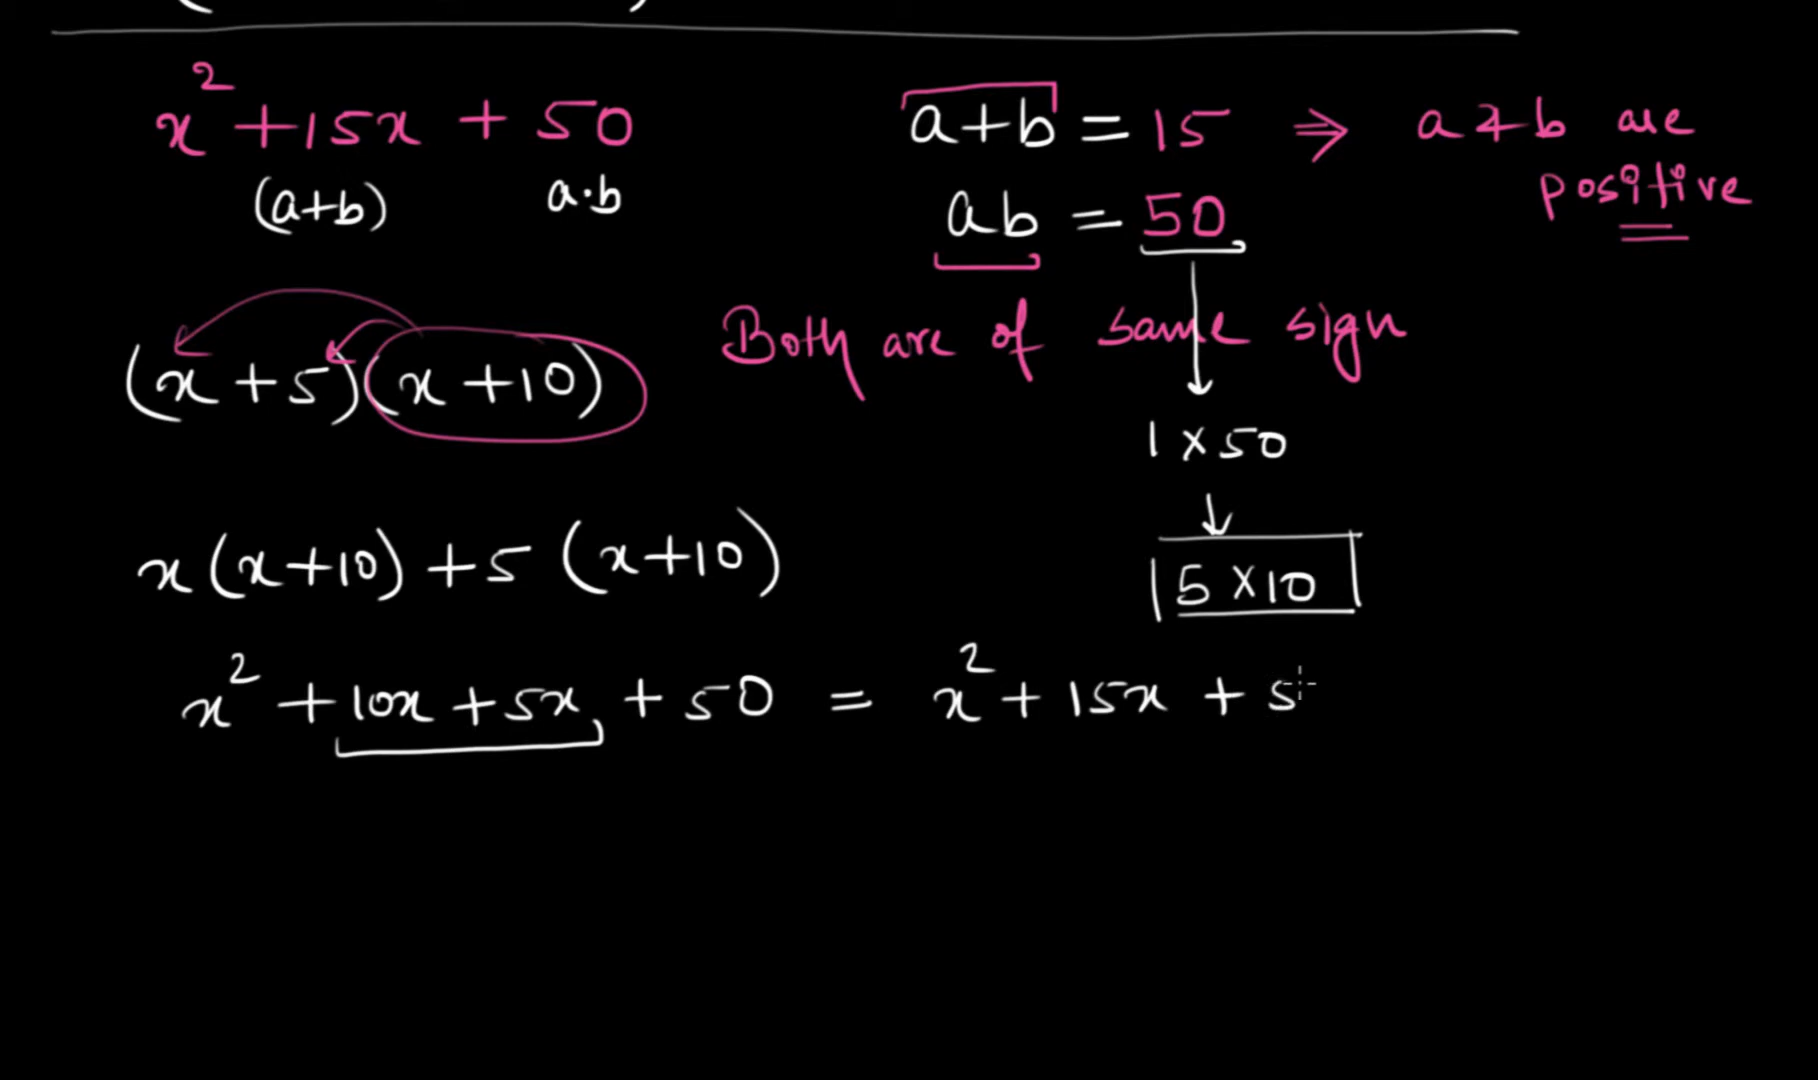 x² + 15x + 50
(a+b) a·b
a+b = 15 ⇒ a & b are
positive
ab = 50
Both are of same sign
(x + 5)(x + 10)
1 × 50
↓
5 × 10
x(x+10) + 5(x+10)
x² + 10x + 5x + 50 = x² + 15x + 5